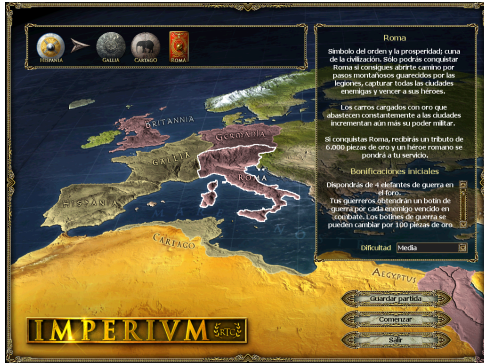 HISPANIA
GALLIA
CARTAGO
ROMA
Roma
Símbolo del orden y la prosperidad; cuna
de la civilización. Sólo podrás conquistar
Roma si consigues abrirte camino por
pasos montañosos guarecidos por las
legiones, capturar todas las ciudades
enemigas y vencer a sus héroes.
Los carros cargados con oro que
abastecen constantemente a las ciudades
incrementan aún más su poder militar.
Si conquistas Roma, recibirás un tributo de
6.000 piezas de oro y un héroe romano se
pondrá a tu servicio.
Bonificaciones iniciales
Dispondrás de 4 elefantes de guerra en
el foro.
Tus guerreros obtendrán un botín de
guerra por cada enemigo vencido en
combate. Los botines de guerra se
pueden cambiar por 100 piezas de oro
Dificultad Media
BRITANNIA
GERMANIA
GALLIA
ROMA
HISPANIA
CARTAGO
AEGYPTUS
Guardar partida
Comenzar
Salir
IMPERIVM RTC